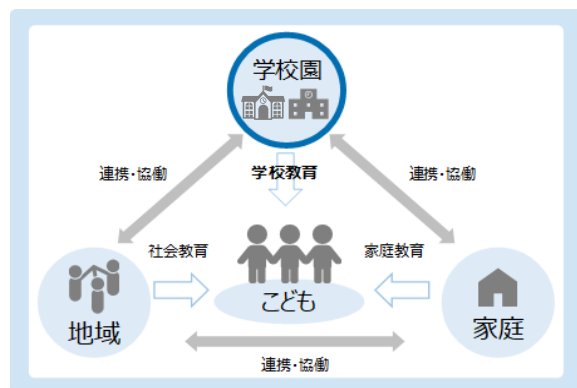 学校園
連携・協働
学校教育
連携・協働
社会教育
家庭教育
こども
地域
家庭
連携・協働